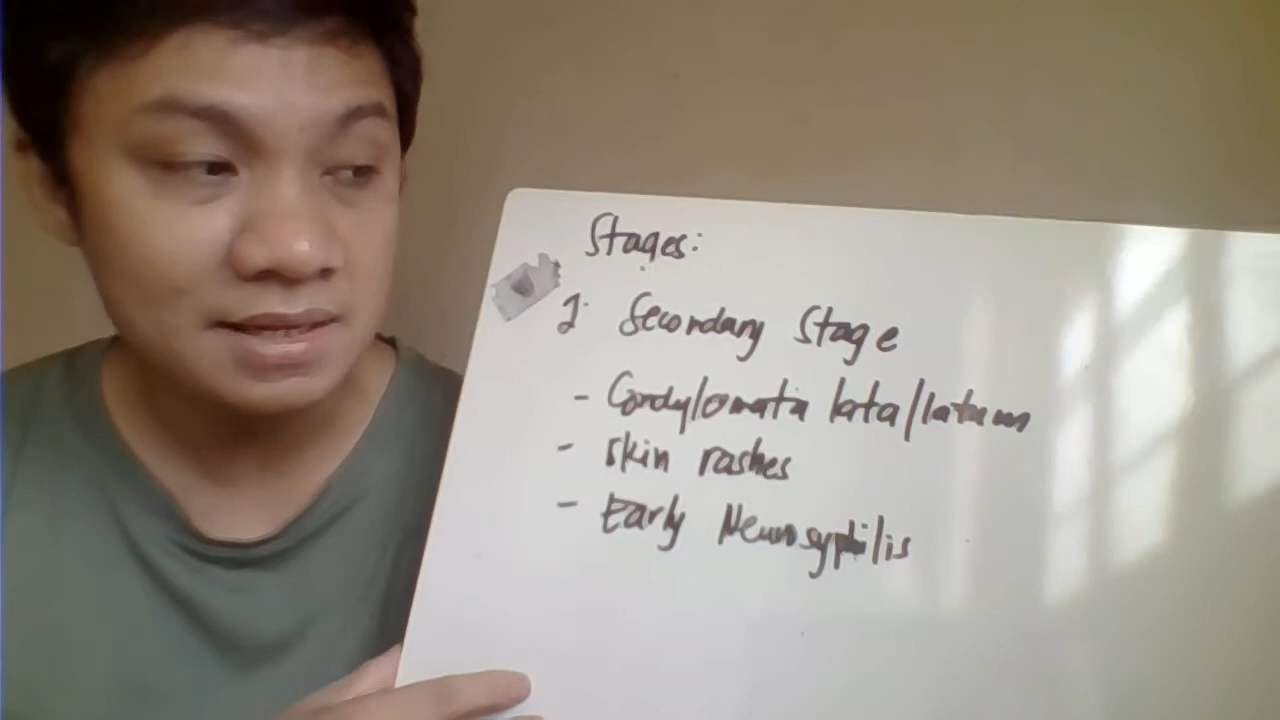 Stages:
2. Secondary Stage
- Condylomata lata/latum
- skin rashes
- Early Neurosyphilis